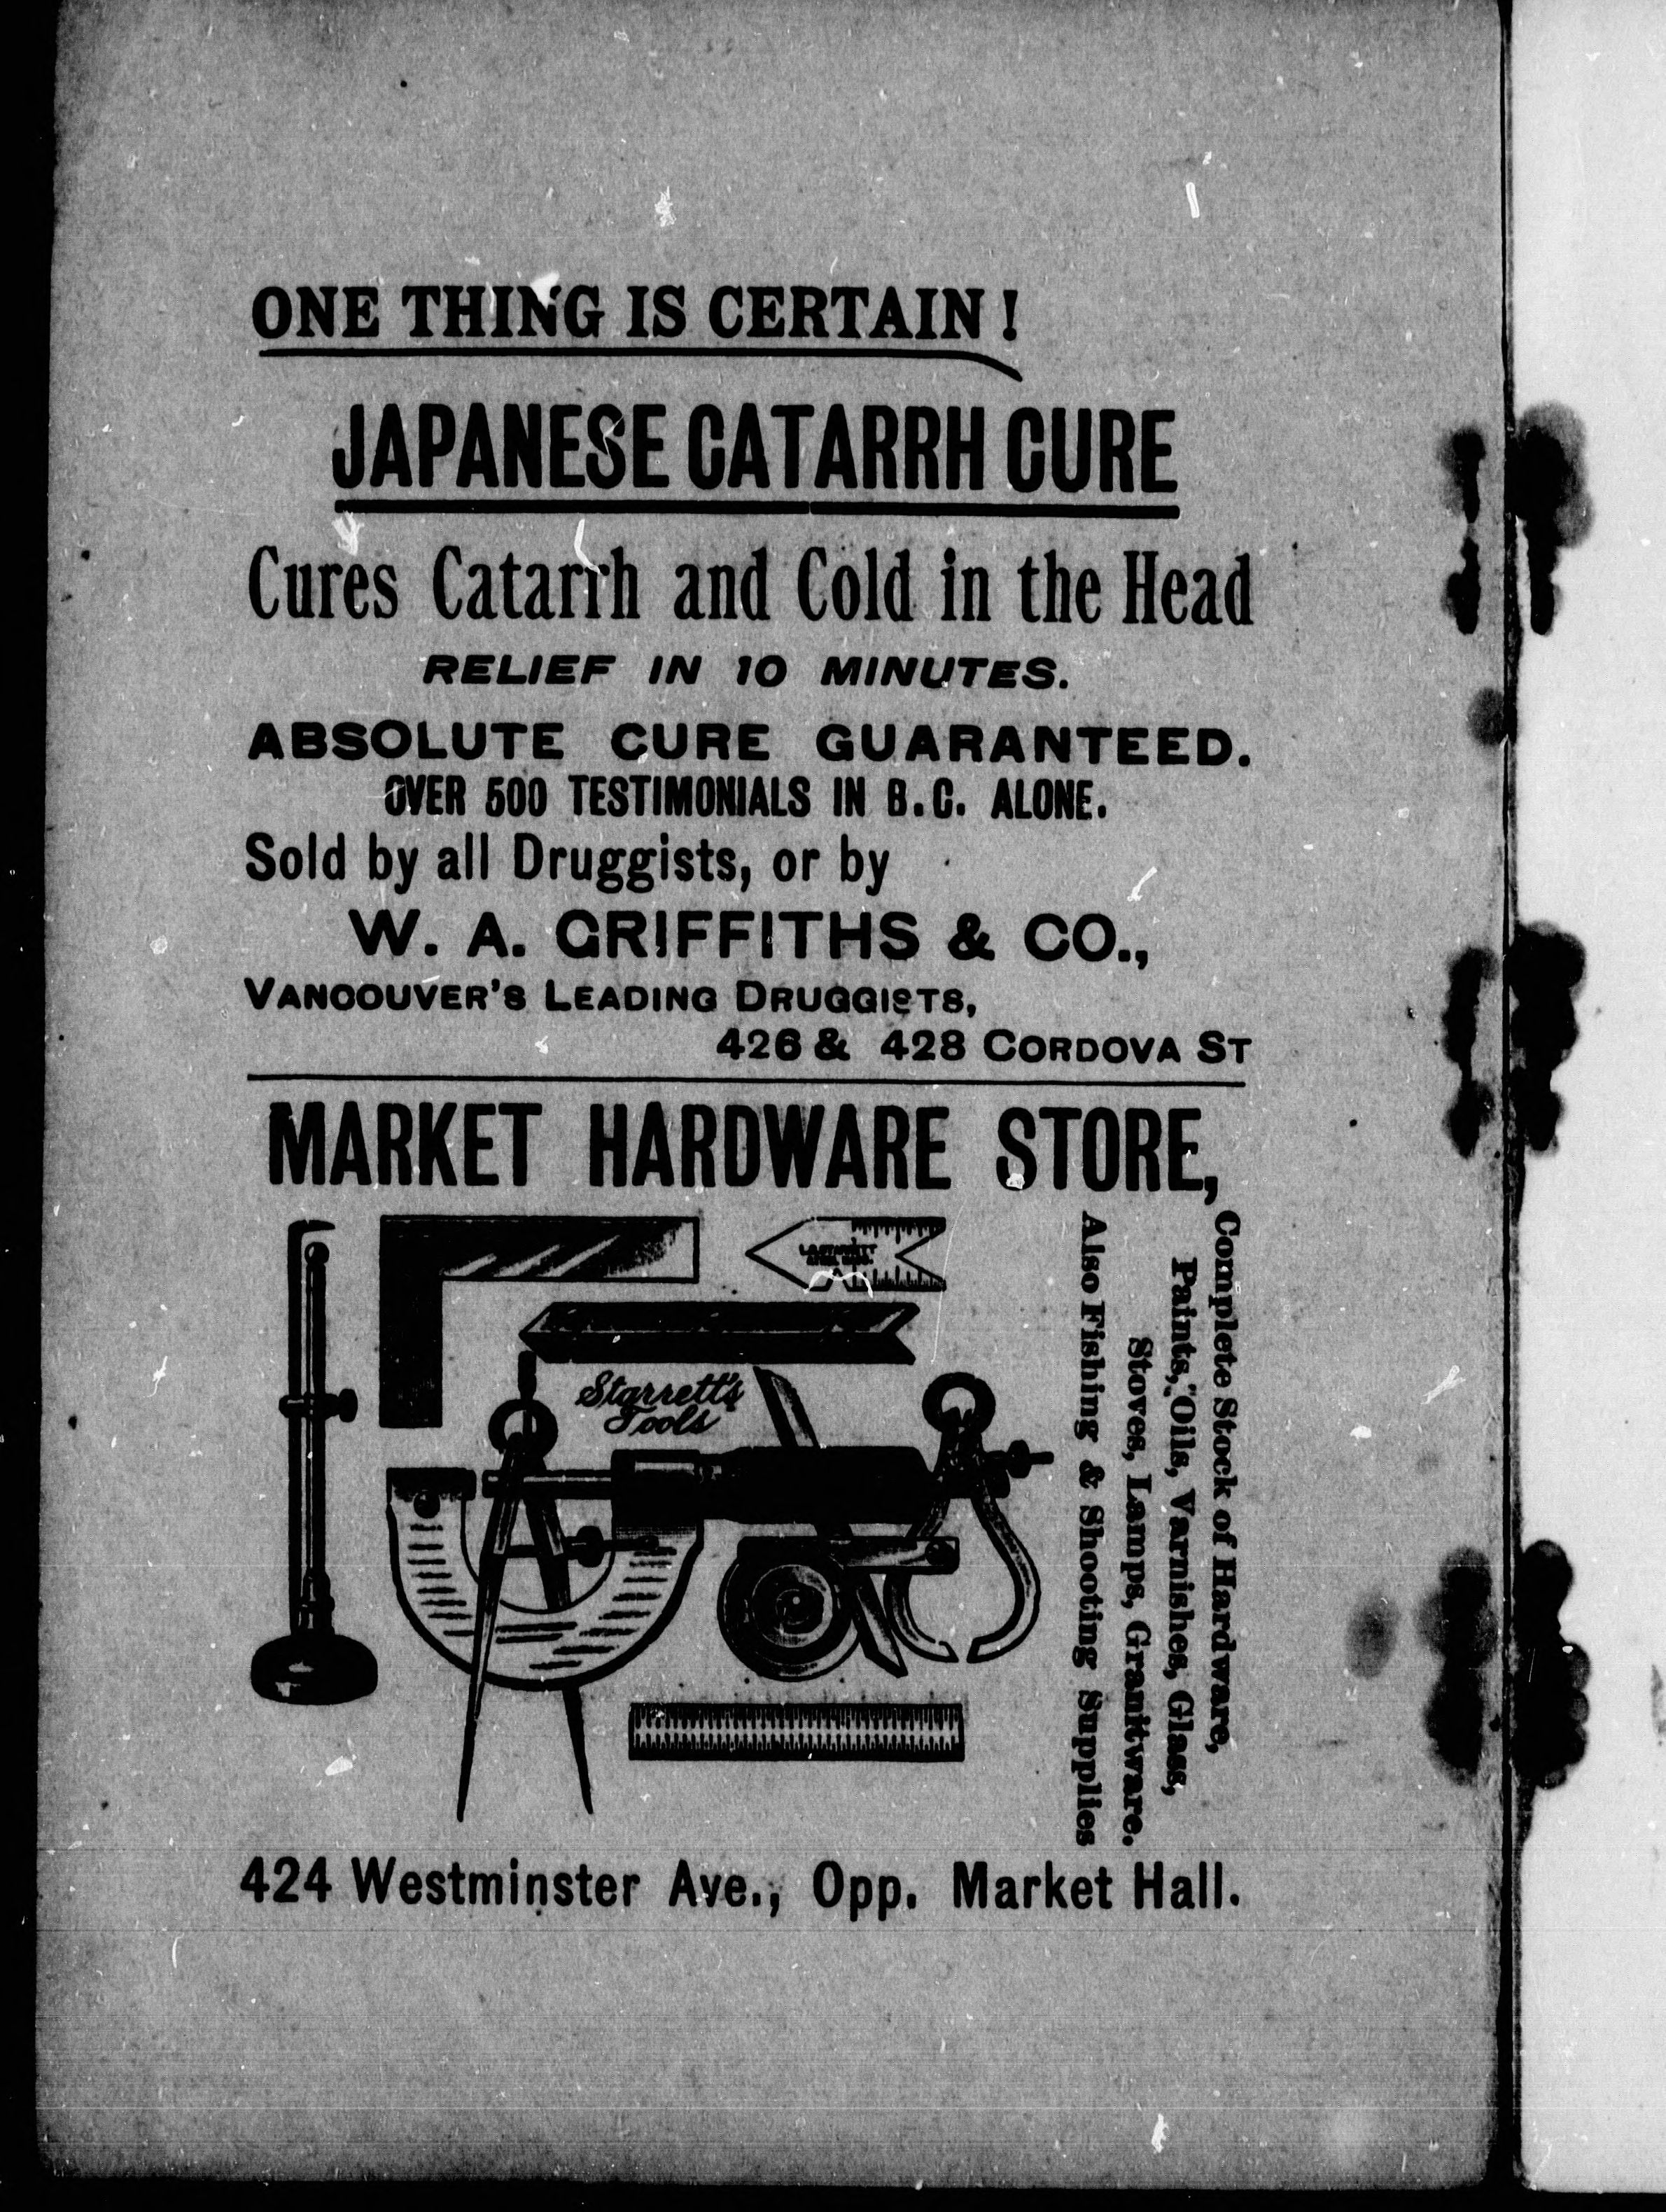 ONE THING IS CERTAIN!
JAPANESE CATARRH CURE
Cures Catarrh and Cold in the Head
RELIEF IN 10 MINUTES.
ABSOLUTE CURE GUARANTEED.
OVER 500 TESTIMONIALS IN B.C. ALONE.
Sold by all Druggists, or by
W. A. GRIFFITHS & CO.,
VANCOUVER'S LEADING DRUGGISTS,
426 & 428 CORDOVA ST
MARKET HARDWARE STORE,
Starrett's
Tools
Complete Stock of Hardware,
Paints, Oils, Varnishes, Glass,
Stoves, Lamps, Granitware.
Also Fishing & Shooting Supplies
424 Westminster Ave., Opp. Market Hall.